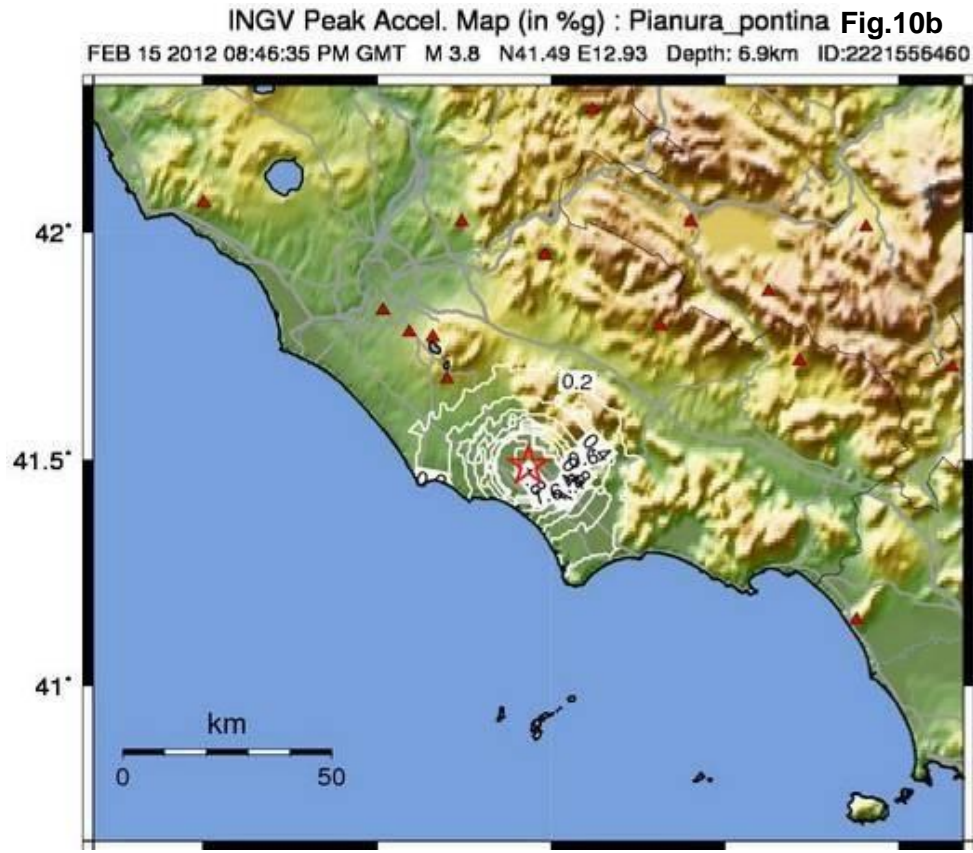 INGV Peak Accel. Map (in %g) : Pianura_pontina Fig.10b
FEB 15 2012 08:46:35 PM GMT M 3.8 N41.49 E12.93 Depth: 6.9km ID:2221556460
42°
0.2
41.5°
41°
km
0 50